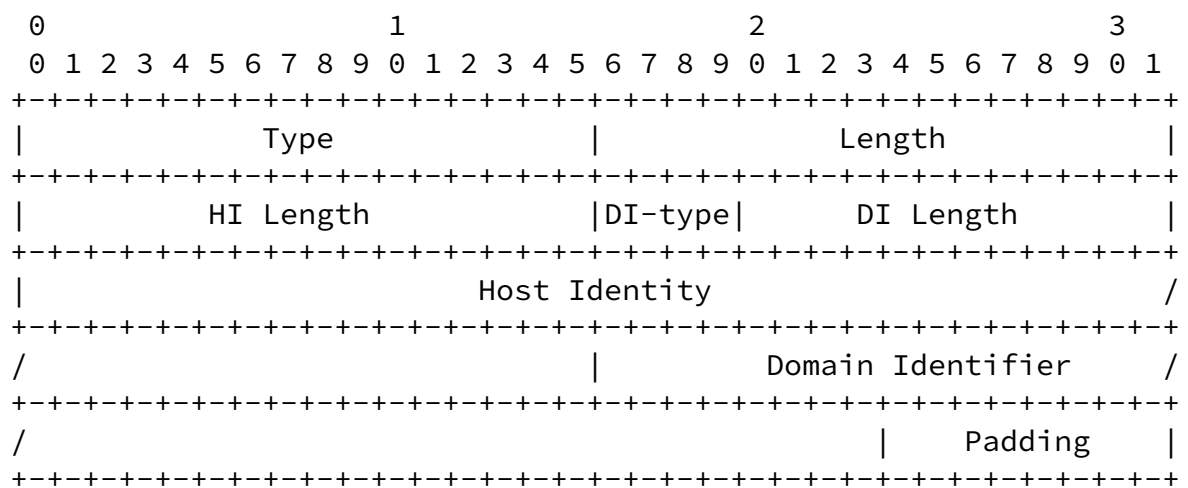 0                   1                   2                   3
 0 1 2 3 4 5 6 7 8 9 0 1 2 3 4 5 6 7 8 9 0 1 2 3 4 5 6 7 8 9 0 1
+-+-+-+-+-+-+-+-+-+-+-+-+-+-+-+-+-+-+-+-+-+-+-+-+-+-+-+-+-+-+-+-+
|             Type              |             Length            |
+-+-+-+-+-+-+-+-+-+-+-+-+-+-+-+-+-+-+-+-+-+-+-+-+-+-+-+-+-+-+-+-+
|          HI Length            |DI-type|      DI Length        |
+-+-+-+-+-+-+-+-+-+-+-+-+-+-+-+-+-+-+-+-+-+-+-+-+-+-+-+-+-+-+-+-+
|                         Host Identity                         /
+-+-+-+-+-+-+-+-+-+-+-+-+-+-+-+-+-+-+-+-+-+-+-+-+-+-+-+-+-+-+-+-+
/                               |         Domain Identifier     /
+-+-+-+-+-+-+-+-+-+-+-+-+-+-+-+-+-+-+-+-+-+-+-+-+-+-+-+-+-+-+-+-+
/                                               |    Padding    |
+-+-+-+-+-+-+-+-+-+-+-+-+-+-+-+-+-+-+-+-+-+-+-+-+-+-+-+-+-+-+-+-+